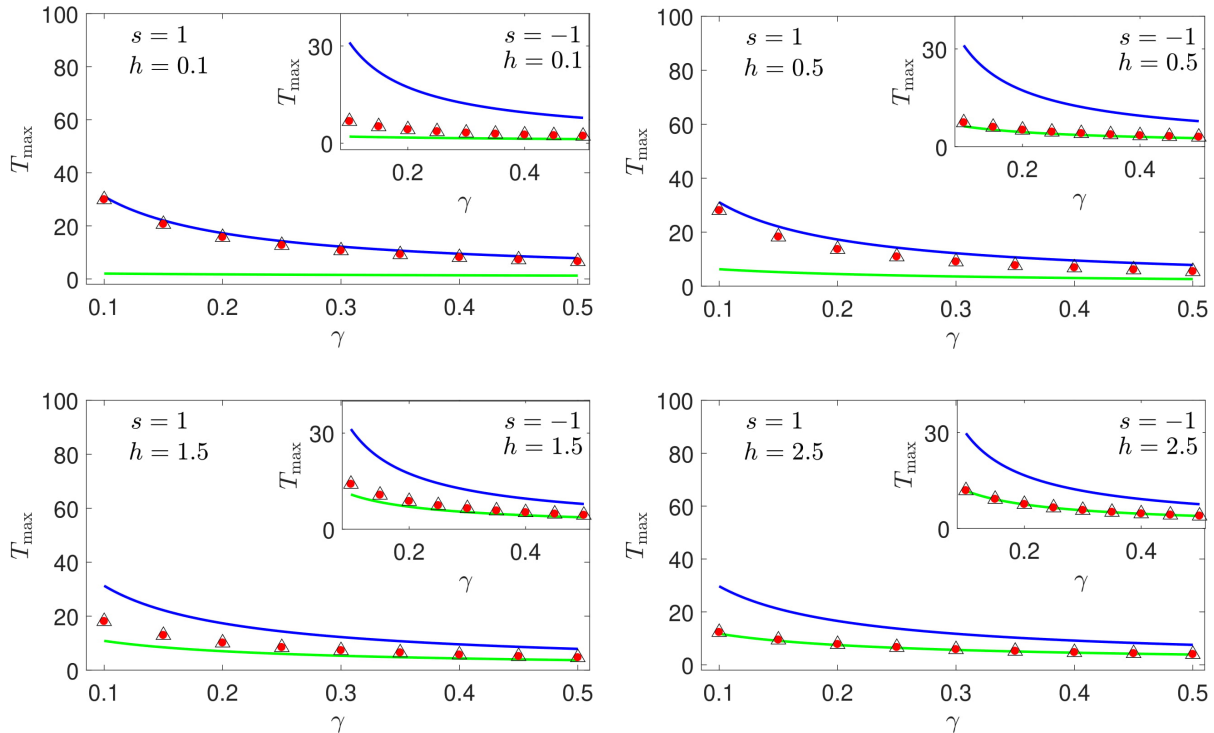 100
80
60
40
20
0
T_max
s = 1
h = 0.1
30
0
T_max
s = −1
h = 0.1
0.2
0.4
γ
0.1
0.2
0.3
0.4
0.5
γ
100
80
60
40
20
0
T_max
s = 1
h = 0.5
30
0
T_max
s = −1
h = 0.5
0.2
0.4
γ
0.1
0.2
0.3
0.4
0.5
γ
100
80
60
40
20
0
T_max
s = 1
h = 1.5
30
0
T_max
s = −1
h = 1.5
0.2
0.4
γ
0.1
0.2
0.3
0.4
0.5
γ
100
80
60
40
20
0
T_max
s = 1
h = 2.5
30
0
T_max
s = −1
h = 2.5
0.2
0.4
γ
0.1
0.2
0.3
0.4
0.5
γ